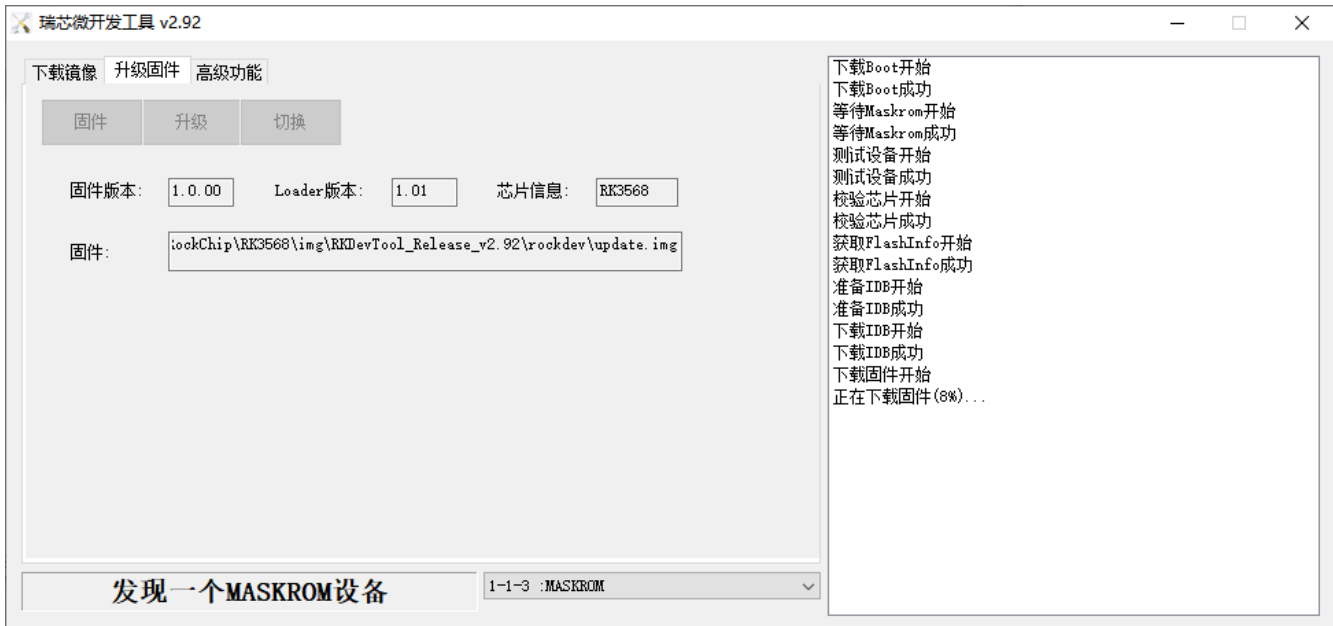 瑞芯微开发工具 v2.92
下载镜像 升级固件 高级功能
固件 升级 切换
固件版本: 1.0.00 Loader版本: 1.01 芯片信息: RK3568
固件: ockChip\RK3568\img\RKDevTool_Release_v2.92\rockdev\update.img
发现一个MASKROM设备
1-1-3 :MASKROM
下载Boot开始
下载Boot成功
等待Maskrom开始
等待Maskrom成功
测试设备开始
测试设备成功
校验芯片开始
校验芯片成功
获取FlashInfo开始
获取FlashInfo成功
准备IDB开始
准备IDB成功
下载IDB开始
下载IDB成功
下载固件开始
正在下载固件(8%)...